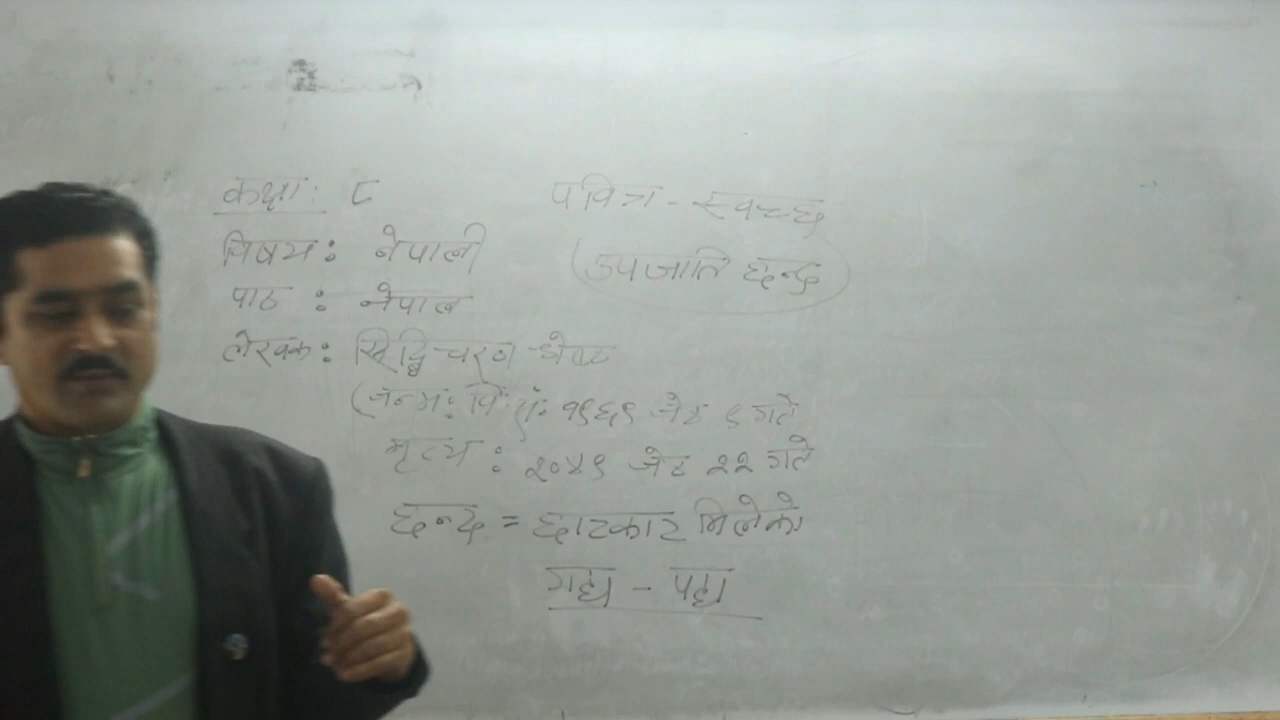 कक्षा: ८
विषय: नेपाली
पाठ : नेपाल
लेखक: सिद्धिचरण श्रेष्ठ
(जन्म: वि सं: १९६९ जेठ ९ गते
मृत्य: २०४९ जेठ २२ गते
छन्द = छाटकाट मिलेको
गद्य - पद्य
पवित्र - स्वच्छ
(उपजाति छन्द)